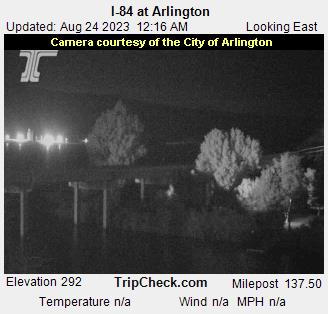 I-84 at Arlington
Updated: Aug 24 2023 12:16 AM Looking East
Camera courtesy of the City of Arlington
Elevation 292 TripCheck.com Milepost 137.50
Temperature n/a Wind n/a MPH n/a